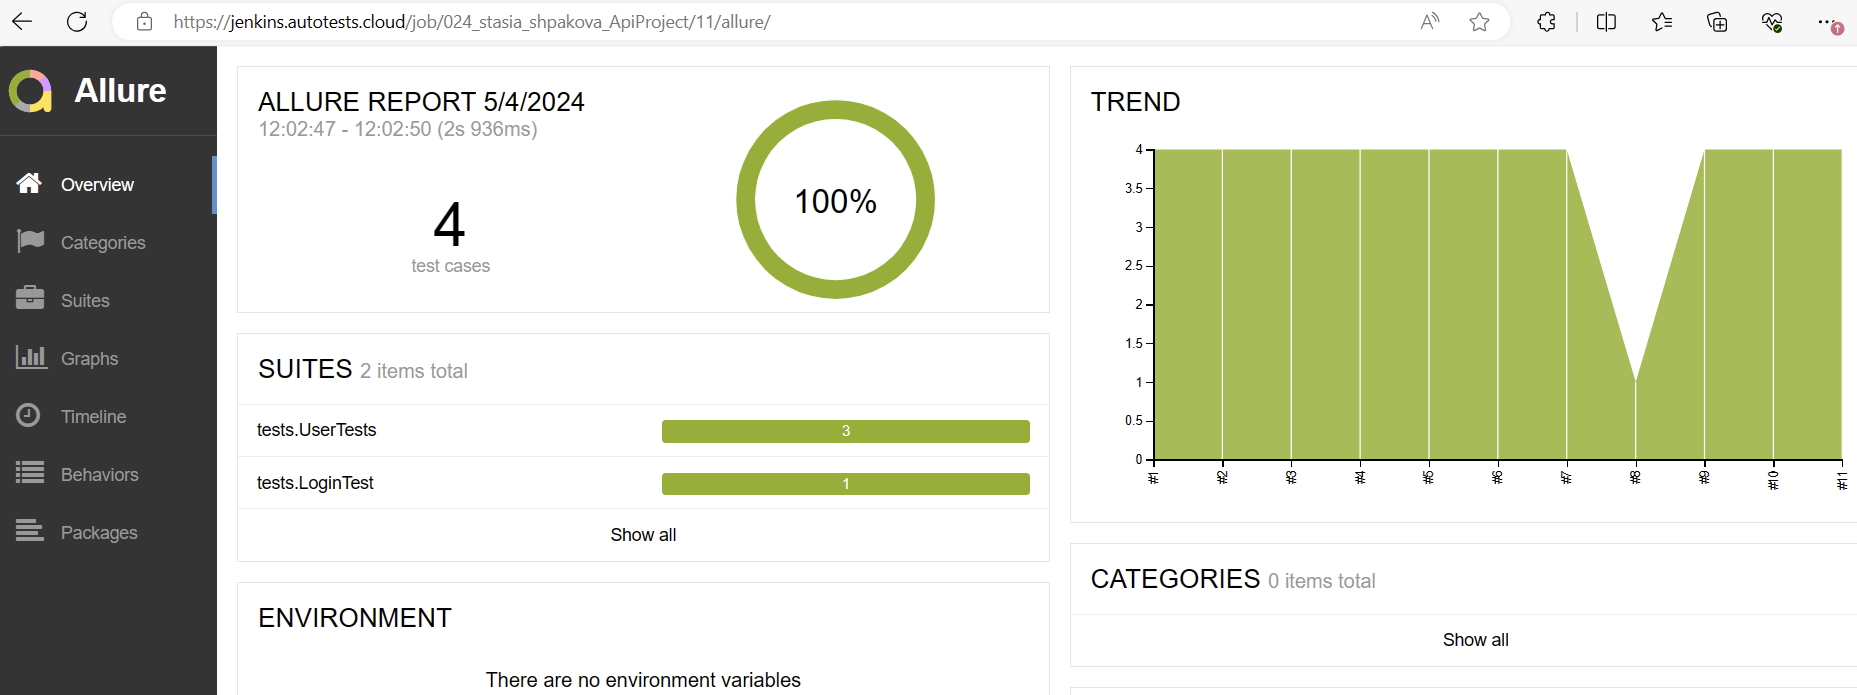 https://jenkins.autotests.cloud/job/024_stasia_shpakova_ApiProject/11/allure/
Allure
Overview
Categories
Suites
Graphs
Timeline
Behaviors
Packages
ALLURE REPORT 5/4/2024
12:02:47 - 12:02:50 (2s 936ms)
4
test cases
100%
SUITES 2 items total
tests.UserTests 3
tests.LoginTest 1
Show all
ENVIRONMENT
There are no environment variables
TREND
4
3.5
3
2.5
2
1.5
1
0.5
0
#1 #2 #3 #4 #5 #6 #7 #8 #9 #10 #11
CATEGORIES 0 items total
Show all